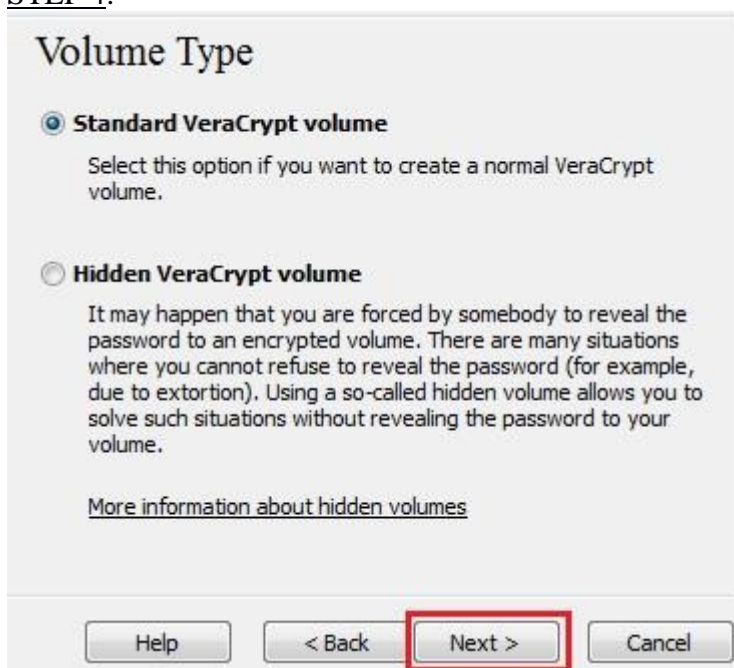 STEP 4:
Volume Type
Standard VeraCrypt volume
Select this option if you want to create a normal VeraCrypt
volume.
Hidden VeraCrypt volume
It may happen that you are forced by somebody to reveal the
password to an encrypted volume. There are many situations
where you cannot refuse to reveal the password (for example,
due to extortion). Using a so-called hidden volume allows you to
solve such situations without revealing the password to your
volume.
More information about hidden volumes
Help < Back Next > Cancel